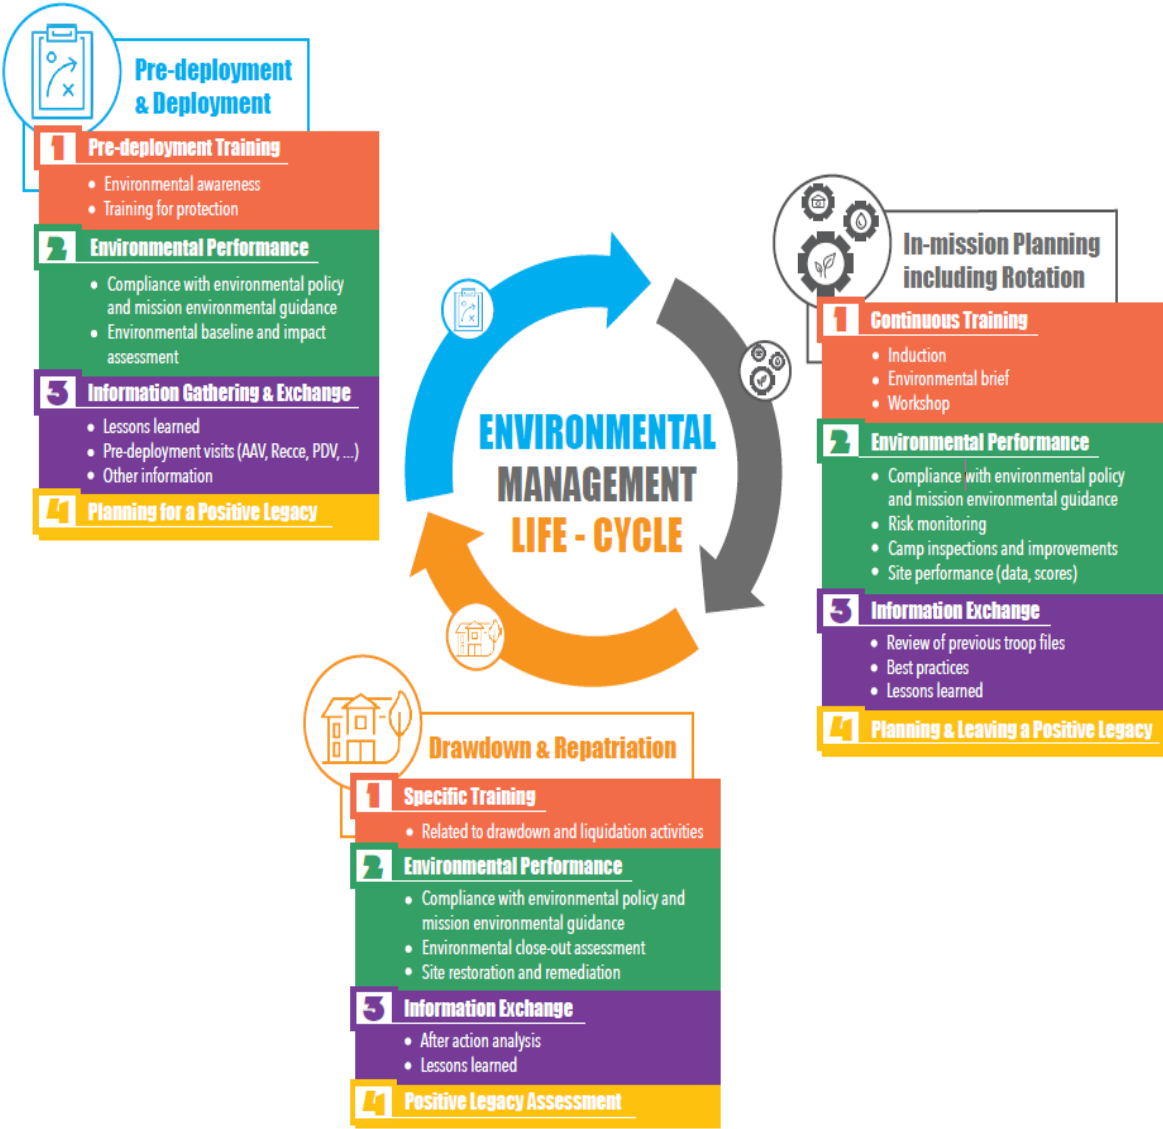 Pre-deployment
& Deployment
1 Pre-deployment Training
• Environmental awareness
• Training for protection
2 Environmental Performance
• Compliance with environmental policy
and mission environmental guidance
• Environmental baseline and impact
assessment
3 Information Gathering & Exchange
• Lessons learned
• Pre-deployment visits (AAV, Recce, PDV, ...)
• Other information
4 Planning for a Positive Legacy
ENVIRONMENTAL
MANAGEMENT
LIFE - CYCLE
In-mission Planning
including Rotation
1 Continuous Training
• Induction
• Environmental brief
• Workshop
2 Environmental Performance
• Compliance with environmental policy
and mission environmental guidance
• Risk monitoring
• Camp inspections and improvements
• Site performance (data, scores)
3 Information Exchange
• Review of previous troop files
• Best practices
• Lessons learned
4 Planning & Leaving a Positive Legacy
Drawdown & Repatriation
1 Specific Training
• Related to drawdown and liquidation activities
2 Environmental Performance
• Compliance with environmental policy and
mission environmental guidance
• Environmental close-out assessment
• Site restoration and remediation
3 Information Exchange
• After action analysis
• Lessons learned
4 Positive Legacy Assessment